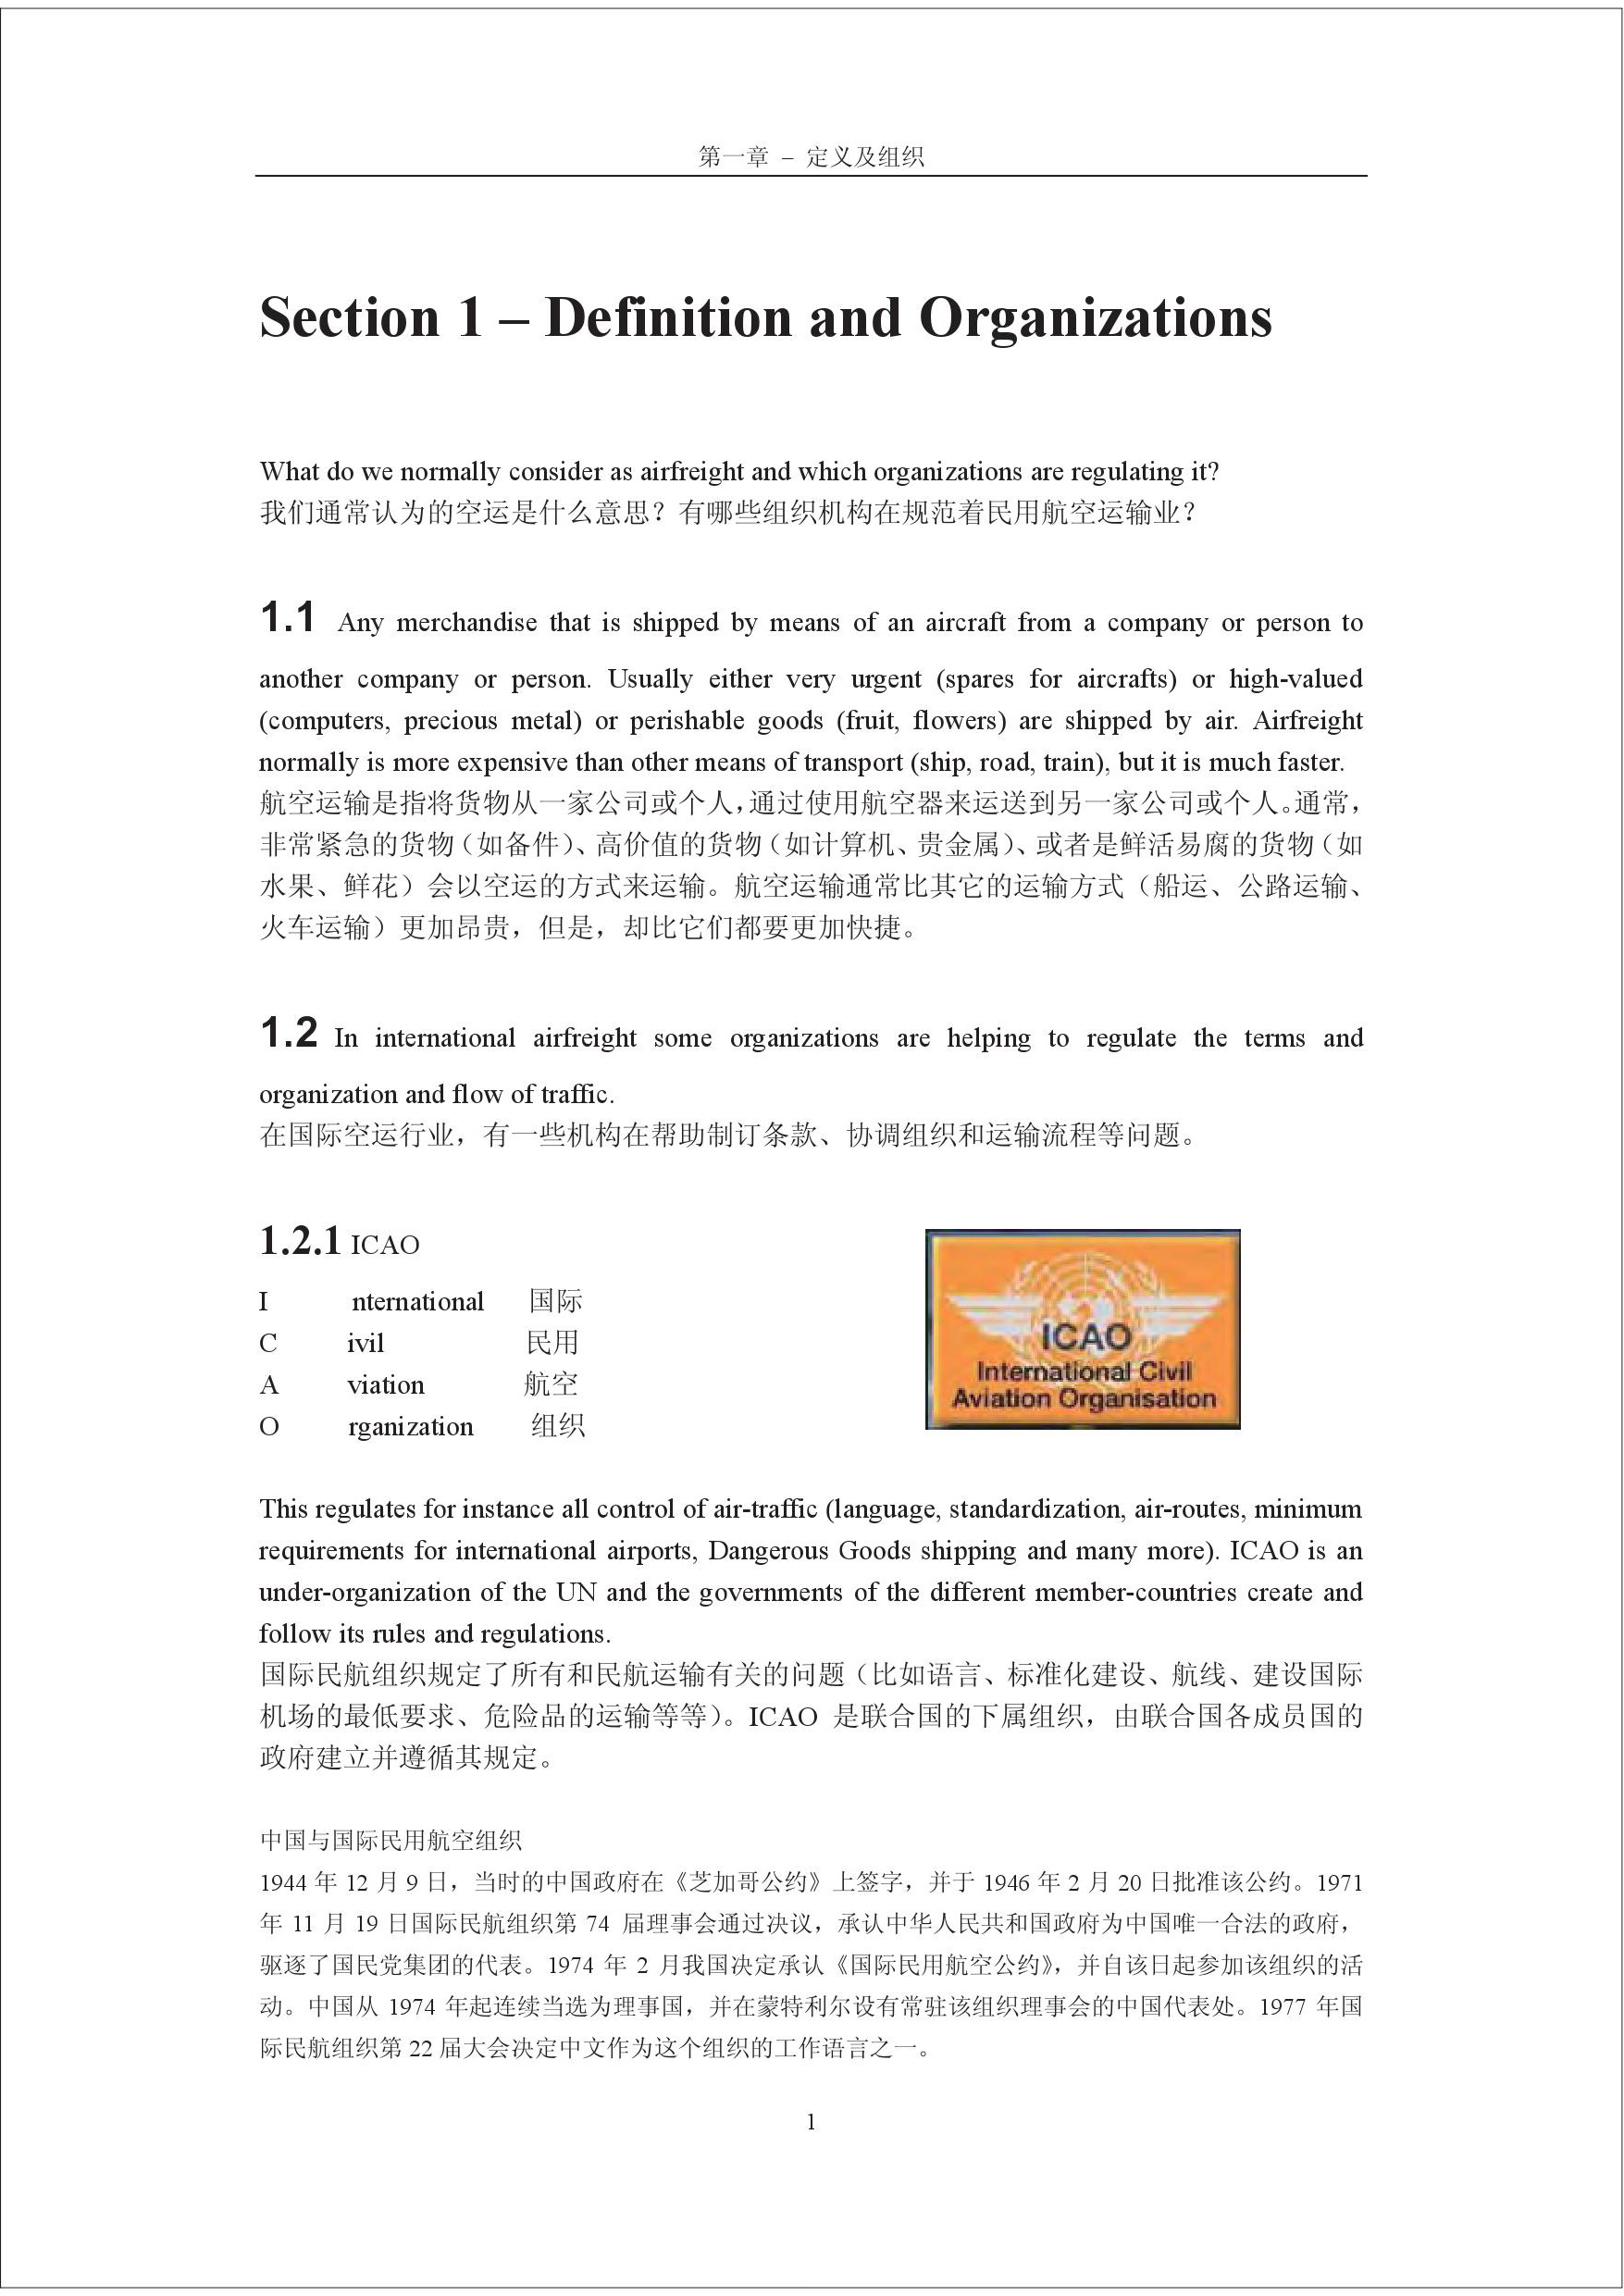 第一章 – 定义及组织
Section 1 – Definition and Organizations
What do we normally consider as airfreight and which organizations are regulating it?
我们通常认为的空运是什么意思？有哪些组织机构在规范着民用航空运输业？
1.1 Any merchandise that is shipped by means of an aircraft from a company or person to
another company or person. Usually either very urgent (spares for aircrafts) or high-valued
(computers, precious metal) or perishable goods (fruit, flowers) are shipped by air. Airfreight
normally is more expensive than other means of transport (ship, road, train), but it is much faster.
航空运输是指将货物从一家公司或个人，通过使用航空器来运送到另一家公司或个人。通常，
非常紧急的货物（如备件）、高价值的货物（如计算机、贵金属）、或者是鲜活易腐的货物（如
水果、鲜花）会以空运的方式来运输。航空运输通常比其它的运输方式（船运、公路运输、
火车运输）更加昂贵，但是，却比它们都要更加快捷。
1.2 In international airfreight some organizations are helping to regulate the terms and
organization and flow of traffic.
在国际空运行业，有一些机构在帮助制订条款、协调组织和运输流程等问题。
1.2.1 ICAO
I nternational 国际
C ivil 民用
A viation 航空
O rganization 组织
ICAO
International Civil
Aviation Organisation
This regulates for instance all control of air-traffic (language, standardization, air-routes, minimum
requirements for international airports, Dangerous Goods shipping and many more). ICAO is an
under-organization of the UN and the governments of the different member-countries create and
follow its rules and regulations.
国际民航组织规定了所有和民航运输有关的问题（比如语言、标准化建设、航线、建设国际
机场的最低要求、危险品的运输等等）。ICAO 是联合国的下属组织，由联合国各成员国的
政府建立并遵循其规定。
中国与国际民用航空组织
1944 年 12 月 9 日，当时的中国政府在《芝加哥公约》上签字，并于 1946 年 2 月 20 日批准该公约。1971
年 11 月 19 日国际民航组织第 74 届理事会通过决议，承认中华人民共和国政府为中国唯一合法的政府，
驱逐了国民党集团的代表。1974 年 2 月我国决定承认《国际民用航空公约》，并自该日起参加该组织的活
动。中国从 1974 年起连续当选为理事国，并在蒙特利尔设有常驻该组织理事会的中国代表处。1977 年国
际民航组织第 22 届大会决定中文作为这个组织的工作语言之一。
1